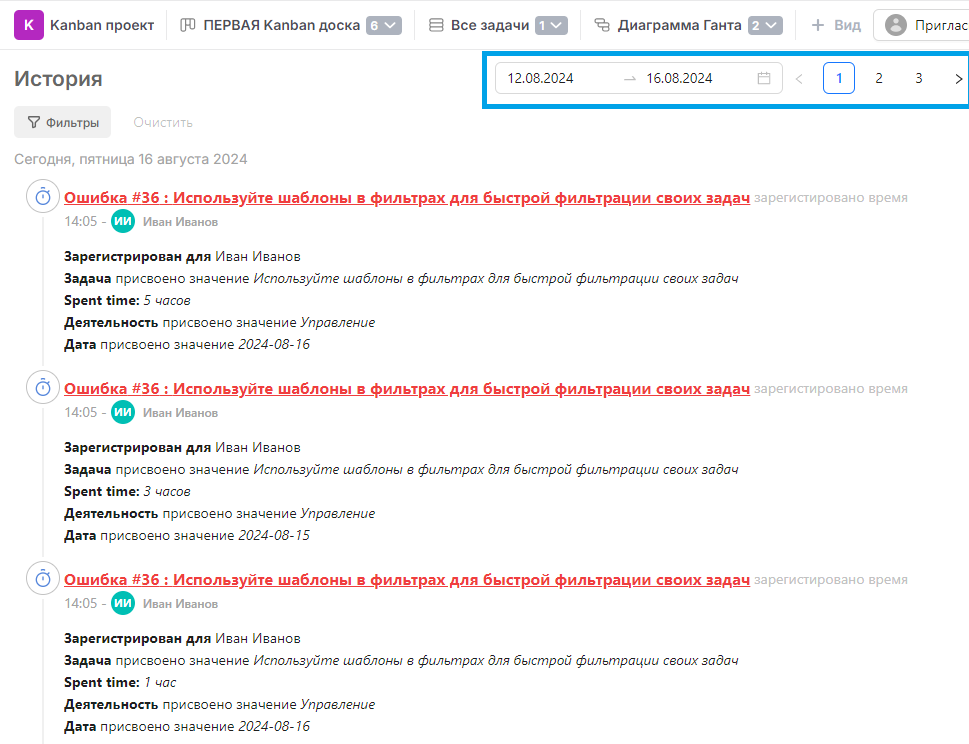 К Kanban проект ПЕРВАЯ Kanban доска 6 Все задачи 1 Диаграмма Ганта 2 + Вид Приглас
История 12.08.2024 → 16.08.2024 < 1 2 3 >
Фильтры Очистить
Сегодня, пятница 16 августа 2024
Ошибка #36 : Используйте шаблоны в фильтрах для быстрой фильтрации своих задач зарегистировано время
14:05 - ИИ Иван Иванов
Зарегистрирован для Иван Иванов
Задача присвоено значение Используйте шаблоны в фильтрах для быстрой фильтрации своих задач
Spent time: 5 часов
Деятельность присвоено значение Управление
Дата присвоено значение 2024-08-16
Ошибка #36 : Используйте шаблоны в фильтрах для быстрой фильтрации своих задач зарегистировано время
14:05 - ИИ Иван Иванов
Зарегистрирован для Иван Иванов
Задача присвоено значение Используйте шаблоны в фильтрах для быстрой фильтрации своих задач
Spent time: 3 часов
Деятельность присвоено значение Управление
Дата присвоено значение 2024-08-15
Ошибка #36 : Используйте шаблоны в фильтрах для быстрой фильтрации своих задач зарегистировано время
14:05 - ИИ Иван Иванов
Зарегистрирован для Иван Иванов
Задача присвоено значение Используйте шаблоны в фильтрах для быстрой фильтрации своих задач
Spent time: 1 час
Деятельность присвоено значение Управление
Дата присвоено значение 2024-08-16